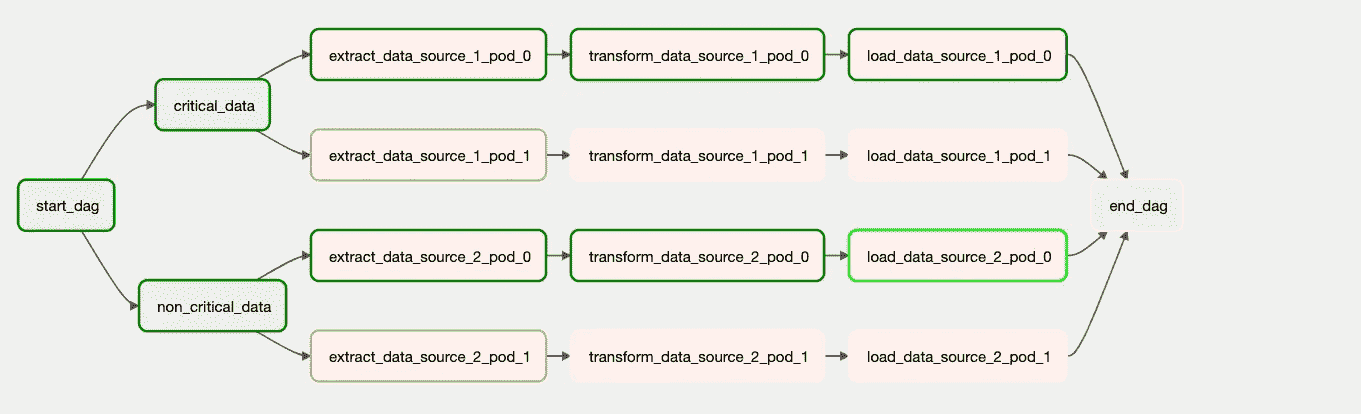 extract_data_source_1_pod_0
transform_data_source_1_pod_0
load_data_source_1_pod_0
critical_data
extract_data_source_1_pod_1
transform_data_source_1_pod_1
load_data_source_1_pod_1
start_dag
end_dag
extract_data_source_2_pod_0
transform_data_source_2_pod_0
load_data_source_2_pod_0
non_critical_data
extract_data_source_2_pod_1
transform_data_source_2_pod_1
load_data_source_2_pod_1